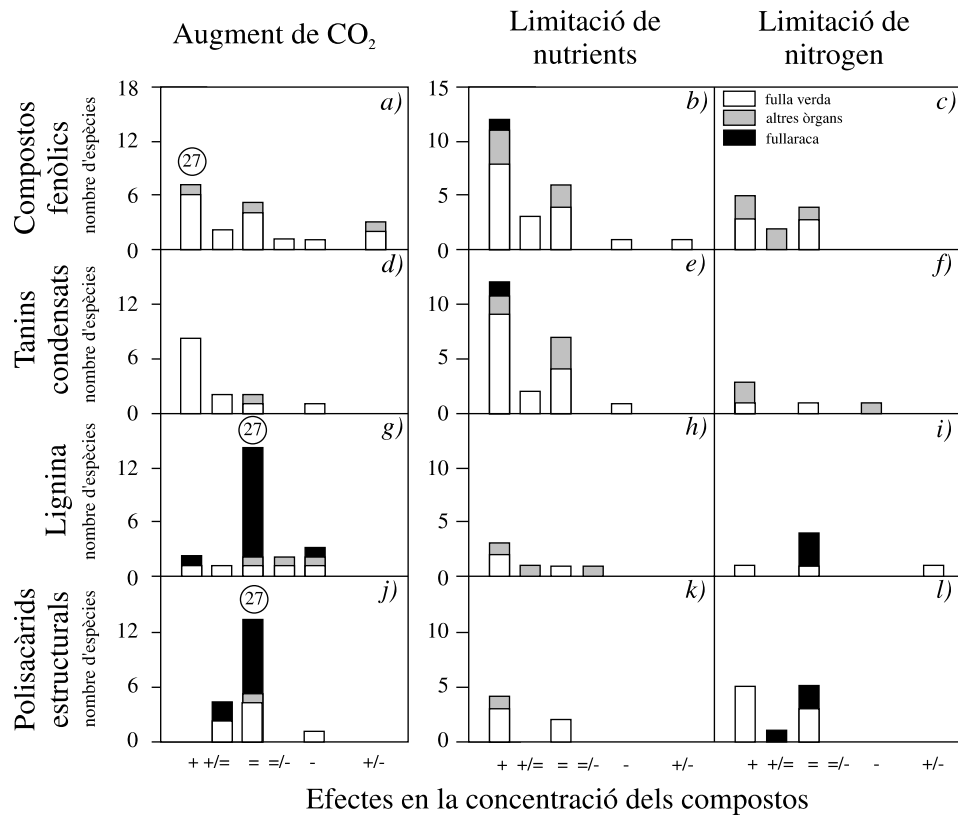 Augment de CO₂
Limitació de
nutrients
Limitació de
nitrogen
Compostos
fenòlics
nombre d'espècies
18
12
6
0
a)
27
15
10
5
0
b)
c)
fulla verda
altres òrgans
fullaraca
Tanins
condensats
nombre d'espècies
12
6
0
d)
10
5
0
e)
f)
Lignina
nombre d'espècies
12
6
0
27
g)
10
5
0
h)
i)
Polisacàrids
estructurals
nombre d'espècies
12
6
0
27
j)
10
5
0
k)
l)
+ +/= = =/- - +/-
+ +/= = =/- - +/-
+ +/= = =/- - +/-
Efectes en la concentració dels compostos